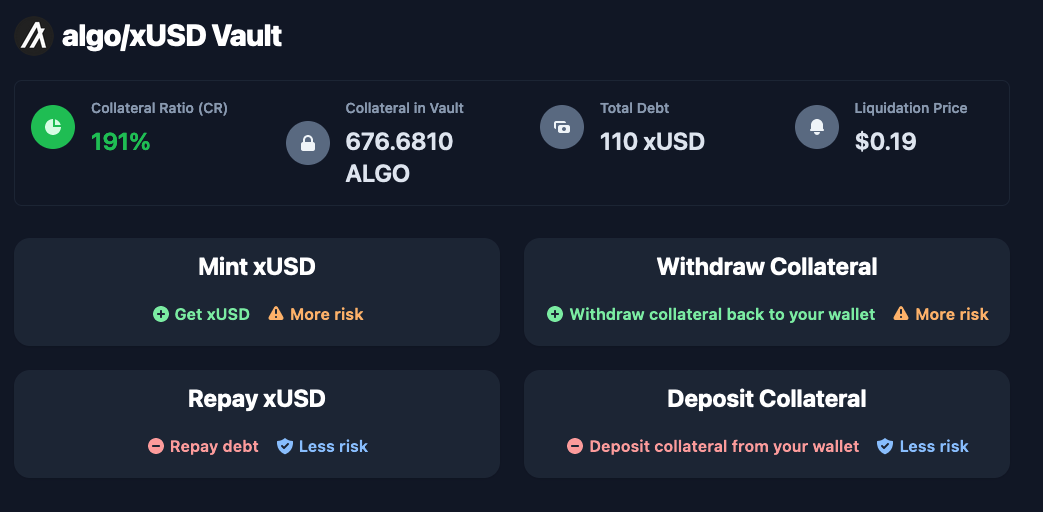 algo/xUSD Vault
Collateral Ratio (CR)
191%
Collateral in Vault
676.6810
ALGO
Total Debt
110 xUSD
Liquidation Price
$0.19
Mint xUSD
Get xUSD More risk
Withdraw Collateral
Withdraw collateral back to your wallet More risk
Repay xUSD
Repay debt Less risk
Deposit Collateral
Deposit collateral from your wallet Less risk